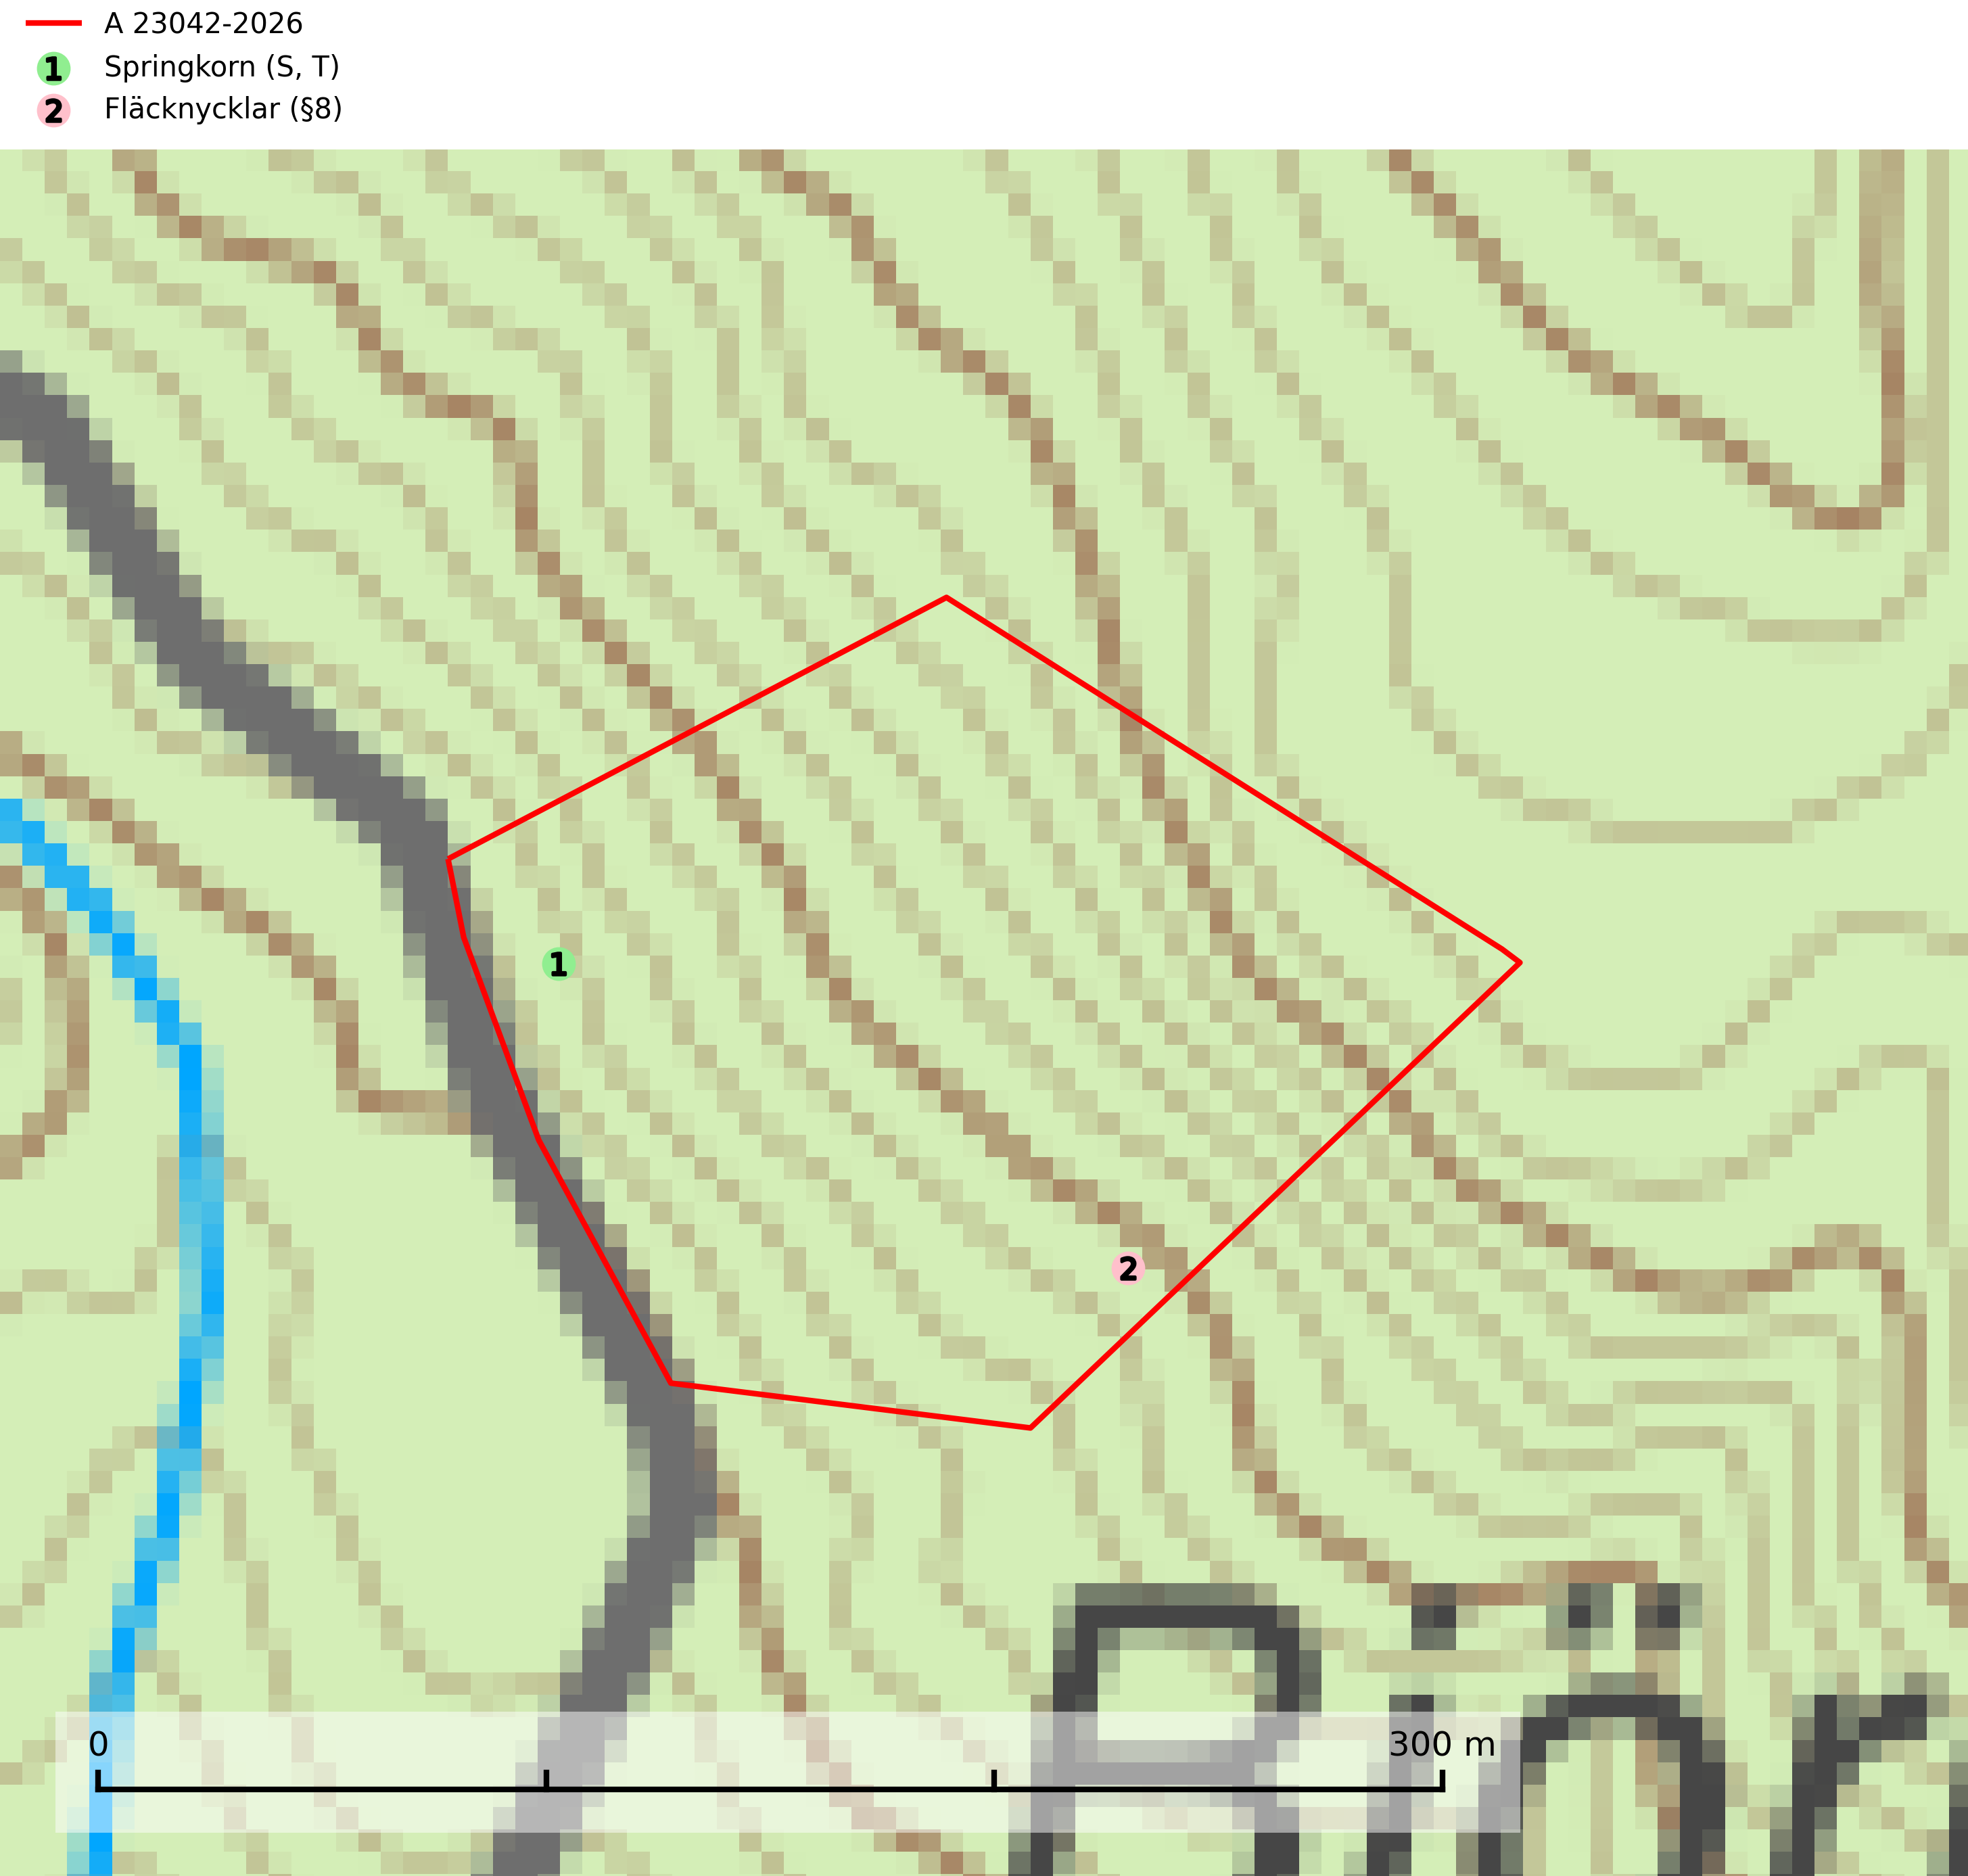 A 23042-2026
1 Springkorn (S, T)
2 Fläcknycklar (§8)
1
2
0 300 m